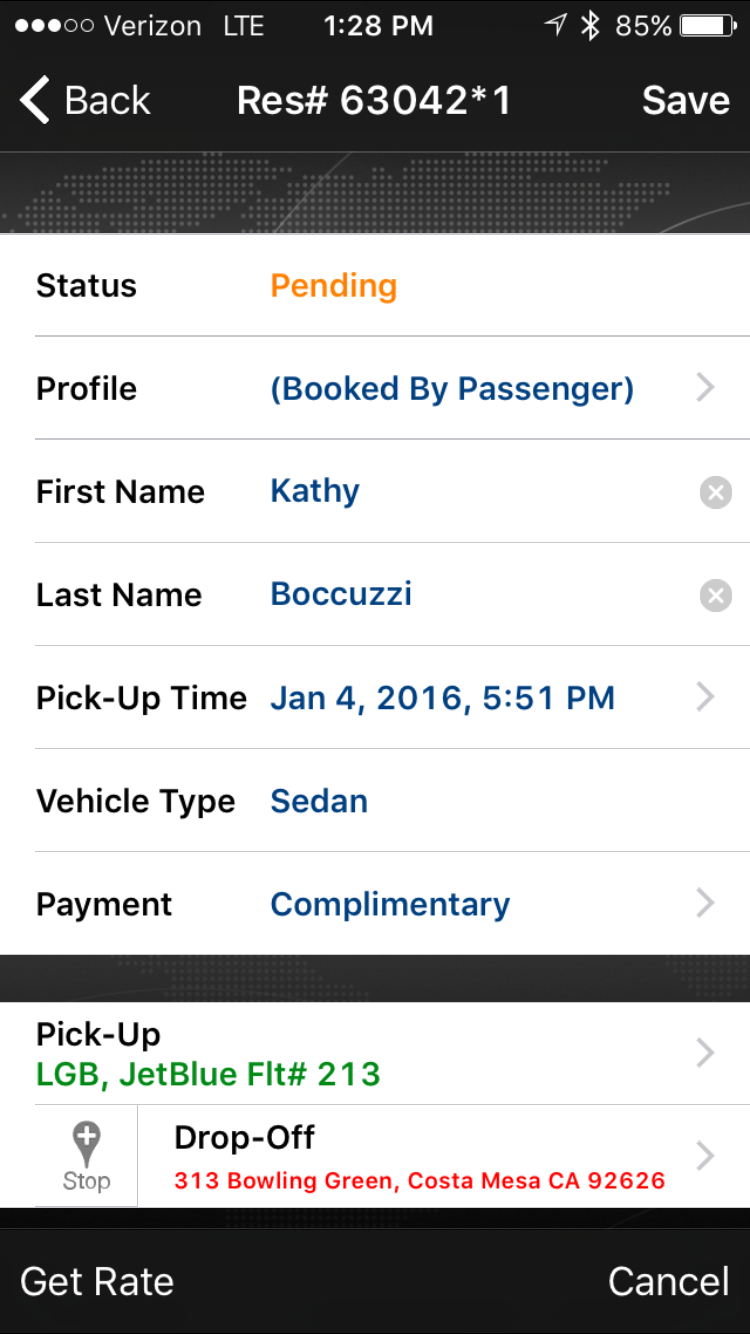 Verizon LTE 1:28 PM 85%
Back Res# 63042*1 Save
Status Pending
Profile (Booked By Passenger)
First Name Kathy
Last Name Boccuzzi
Pick-Up Time Jan 4, 2016, 5:51 PM
Vehicle Type Sedan
Payment Complimentary
Pick-Up
LGB, JetBlue Flt# 213
Drop-Off
Stop 313 Bowling Green, Costa Mesa CA 92626
Get Rate Cancel